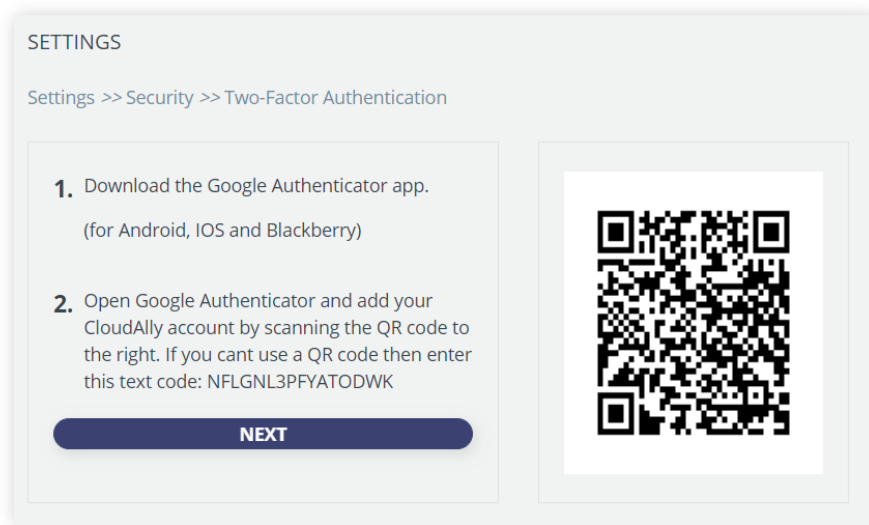 SETTINGS
Settings >> Security >> Two-Factor Authentication
1. Download the Google Authenticator app.
(for Android, IOS and Blackberry)
2. Open Google Authenticator and add your
CloudAlly account by scanning the QR code to
the right. If you cant use a QR code then enter
this text code: NFLGNL3PFYATODWK
NEXT